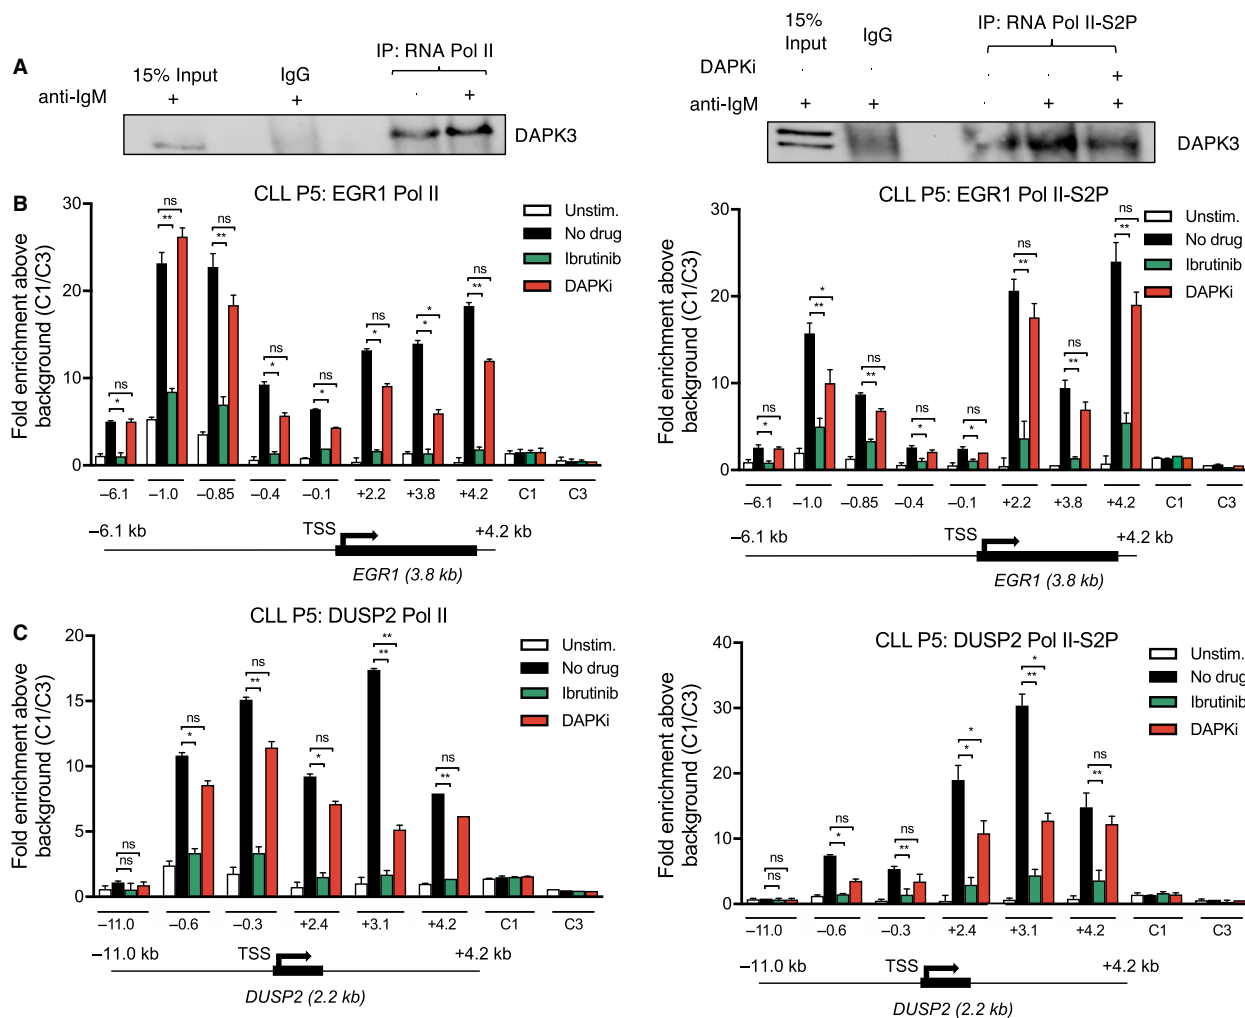 A
15% Input
IgG
IP: RNA Pol II
anti-IgM
+
+
-
+
DAPK3
15%
Input
IgG
IP: RNA Pol II-S2P
DAPKi
-
-
-
-
+
anti-IgM
+
+
-
+
+
DAPK3
B
CLL P5: EGR1 Pol II
Fold enrichment above
background (C1/C3)
30
20
10
0
Unstim.
No drug
Ibrutinib
DAPKi
ns
*
ns
**
ns
**
ns
*
ns
*
ns
*
*
*
ns
**
–6.1
–1.0
–0.85
–0.4
–0.1
+2.2
+3.8
+4.2
C1
C3
–6.1 kb
TSS
+4.2 kb
EGR1 (3.8 kb)
CLL P5: EGR1 Pol II-S2P
Fold enrichment above
background (C1/C3)
30
20
10
0
Unstim.
No drug
Ibrutinib
DAPKi
ns
*
*
**
ns
**
ns
*
ns
*
ns
**
ns
**
ns
**
–6.1
–1.0
–0.85
–0.4
–0.1
+2.2
+3.8
+4.2
C1
C3
–6.1 kb
TSS
+4.2 kb
EGR1 (3.8 kb)
C
CLL P5: DUSP2 Pol II
Fold enrichment above
background (C1/C3)
20
15
10
5
0
Unstim.
No drug
Ibrutinib
DAPKi
ns
ns
ns
*
ns
**
ns
*
**
**
ns
**
–11.0
–0.6
–0.3
+2.4
+3.1
+4.2
C1
C3
–11.0 kb
TSS
+4.2 kb
DUSP2 (2.2 kb)
CLL P5: DUSP2 Pol II-S2P
Fold enrichment above
background (C1/C3)
40
30
20
10
0
Unstim.
No drug
Ibrutinib
DAPKi
ns
ns
ns
*
ns
**
*
*
*
**
ns
**
–11.0
–0.6
–0.3
+2.4
+3.1
+4.2
C1
C3
–11.0 kb
TSS
+4.2 kb
DUSP2 (2.2 kb)